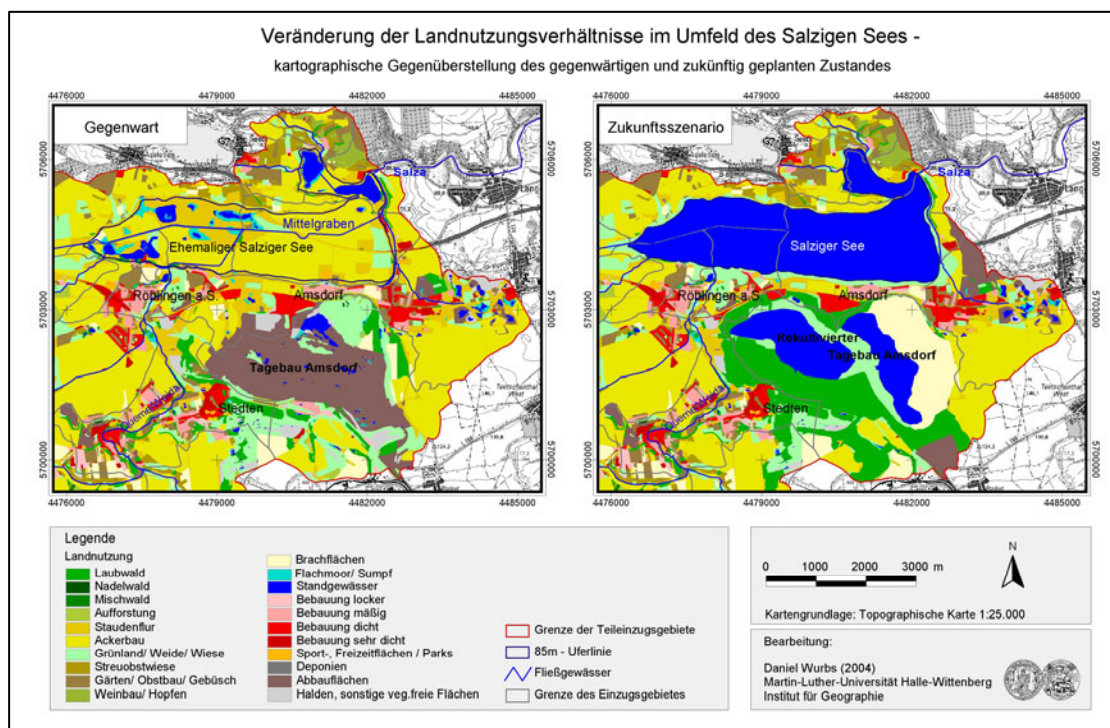 Veränderung der Landnutzungsverhältnisse im Umfeld des Salzigen Sees -
kartographische Gegenüberstellung des gegenwärtigen und zukünftig geplanten Zustandes
4476000 4479000 4482000 4485000
4476000 4479000 4482000 4485000
Gegenwart
Zukunftsszenario
5706000
5706000
Salza
Salza
Mittelgraben
Ehemaliger Salziger See
Salziger See
Röblingen a.S.
Amsdorf
Röblingen a.S.
Amsdorf
5703000
5703000
Tagebau Amsdorf
Rekultivierter
Tagebau Amsdorf
Stedten
Stedten
5700000
5700000
4476000 4479000 4482000 4485000
4476000 4479000 4482000 4485000
Legende
Landnutzung
Laubwald
Nadelwald
Mischwald
Aufforstung
Staudenflur
Ackerbau
Grünland/ Weide/ Wiese
Streuobstwiese
Gärten/ Obstbau/ Gebüsch
Weinbau/ Hopfen
Brachflächen
Flachmoor/ Sumpf
Standgewässer
Bebauung locker
Bebauung mäßig
Bebauung dicht
Bebauung sehr dicht
Sport-, Freizeitflächen / Parks
Deponien
Abbauflächen
Halden, sonstige veg.freie Flächen
Grenze der Teileinzugsgebiete
85m - Uferlinie
Fließgewässer
Grenze des Einzugsgebietes
N
0 1000 2000 3000 m
Kartengrundlage: Topographische Karte 1:25.000
Bearbeitung:
Daniel Wurbs (2004)
Martin-Luther-Universität Halle-Wittenberg
Institut für Geographie